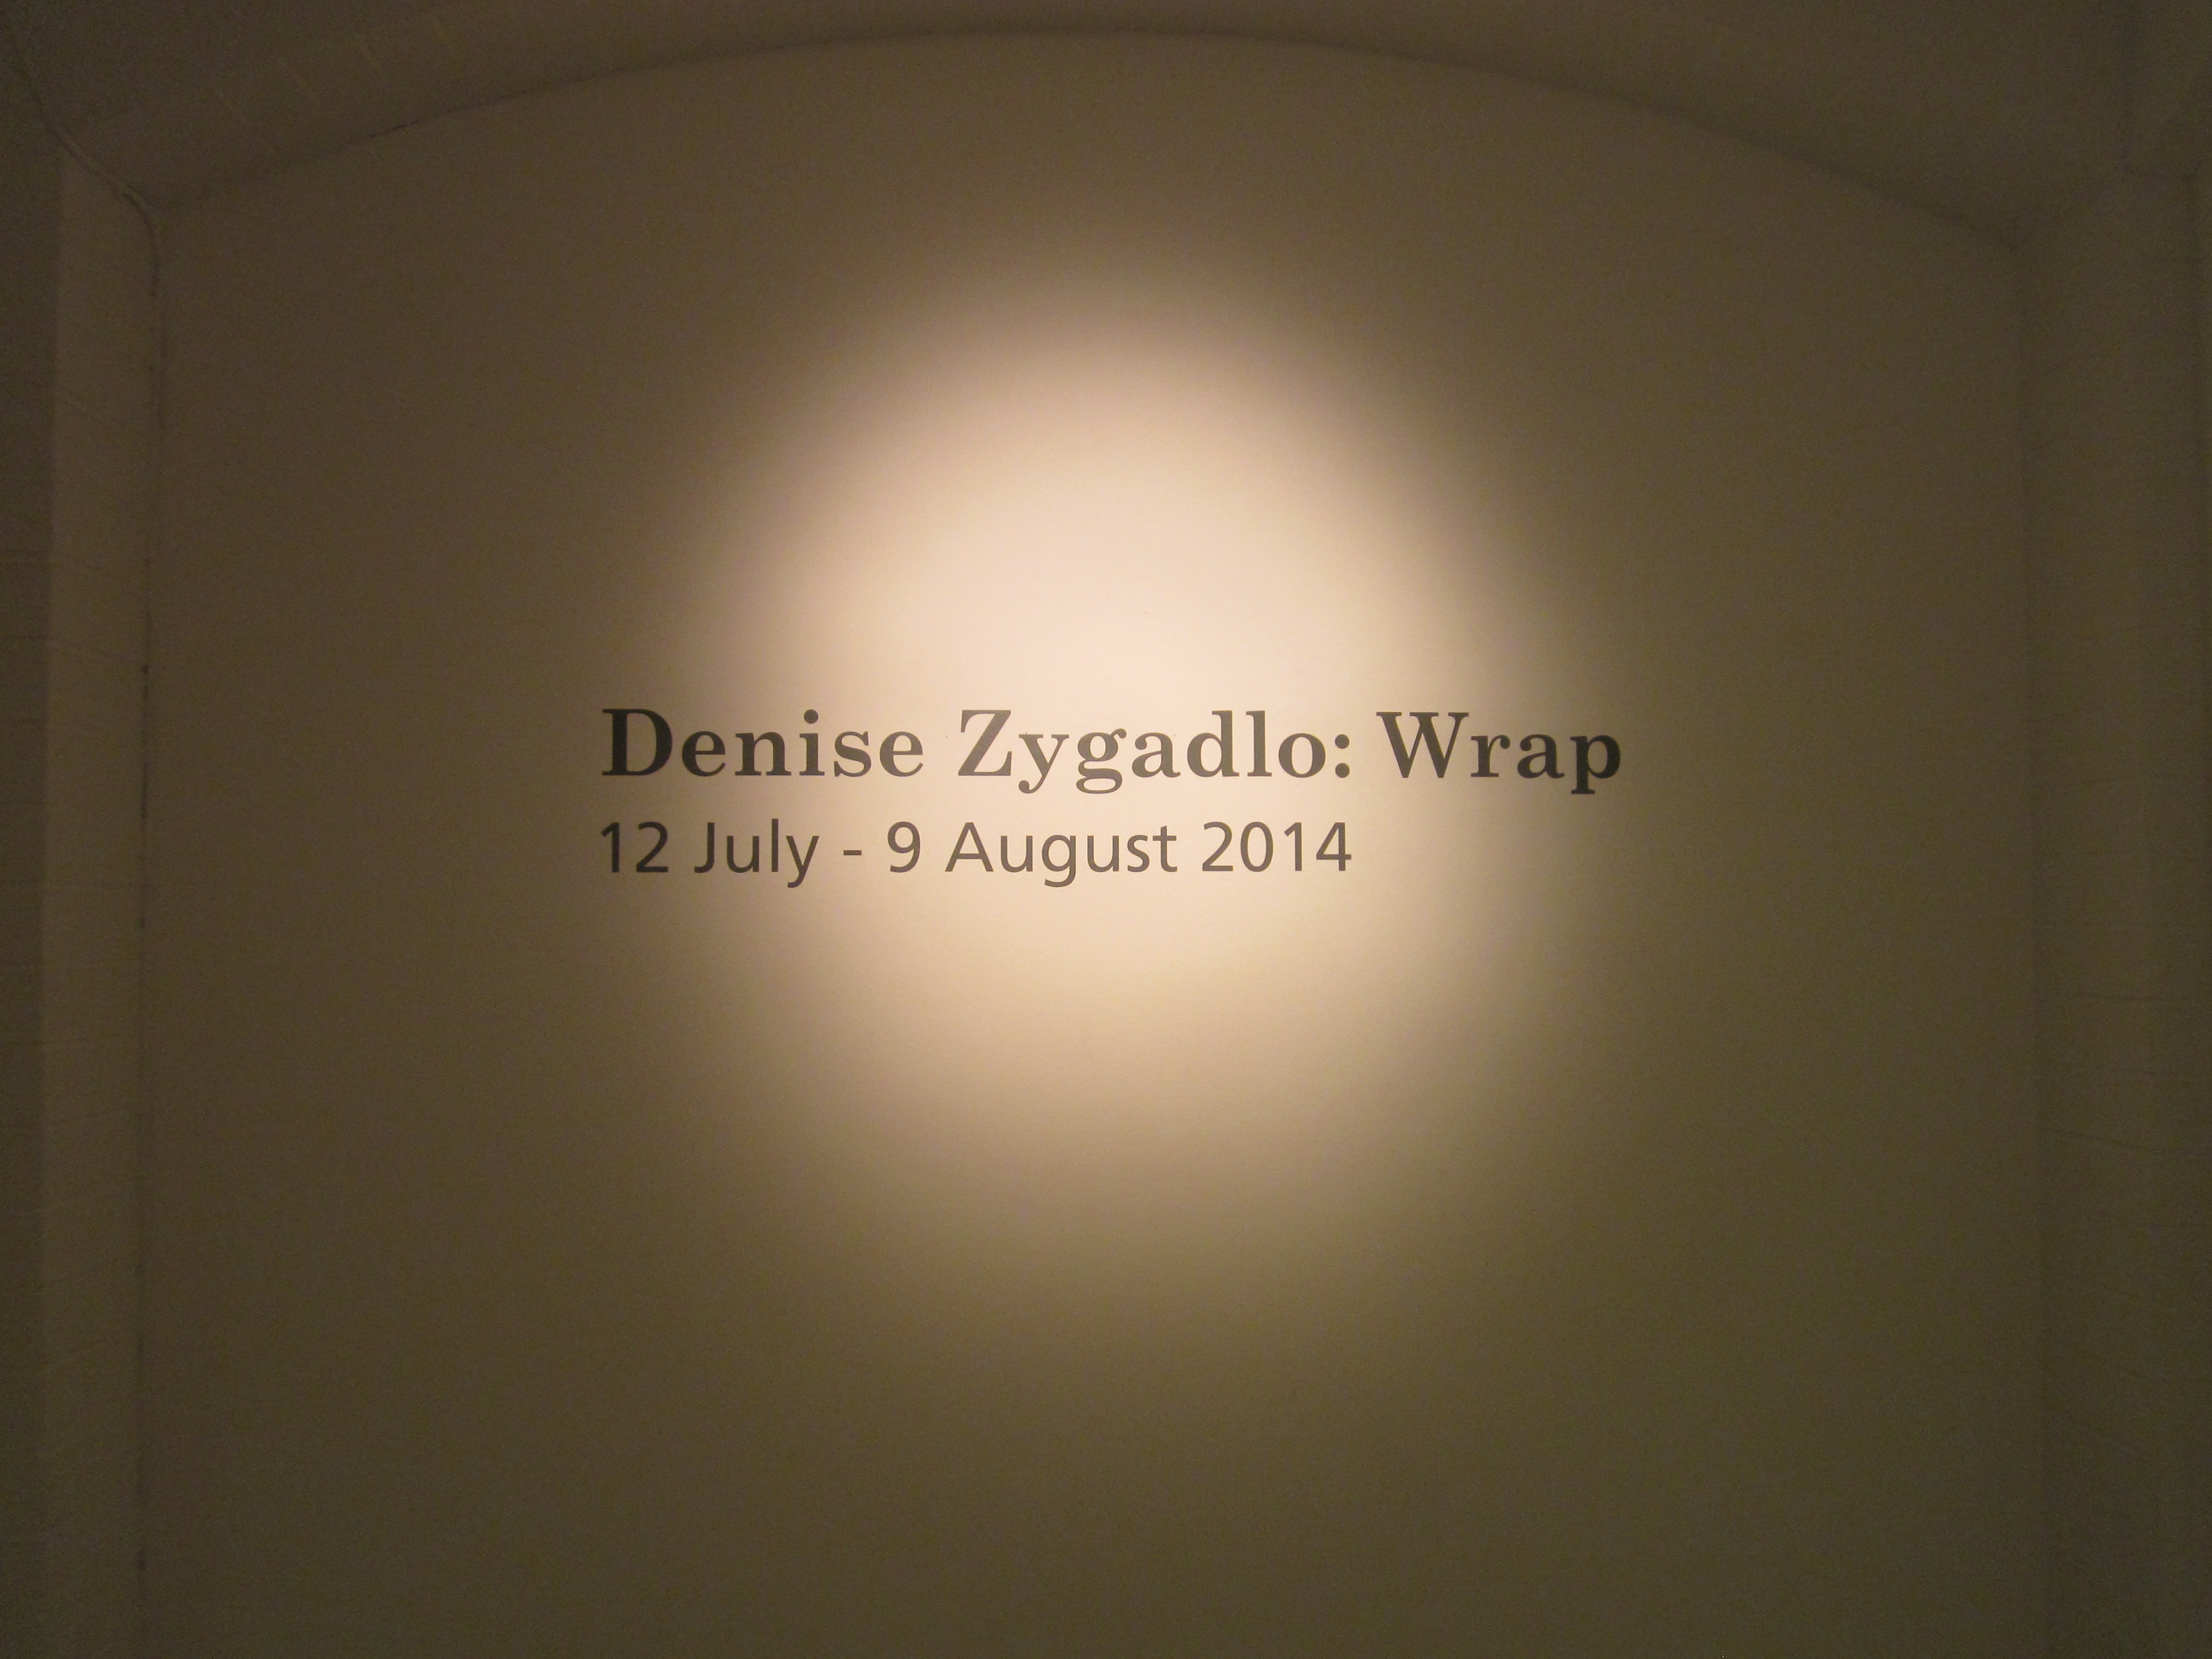 Denise Zygadlo: Wrap
12 July - 9 August 2014